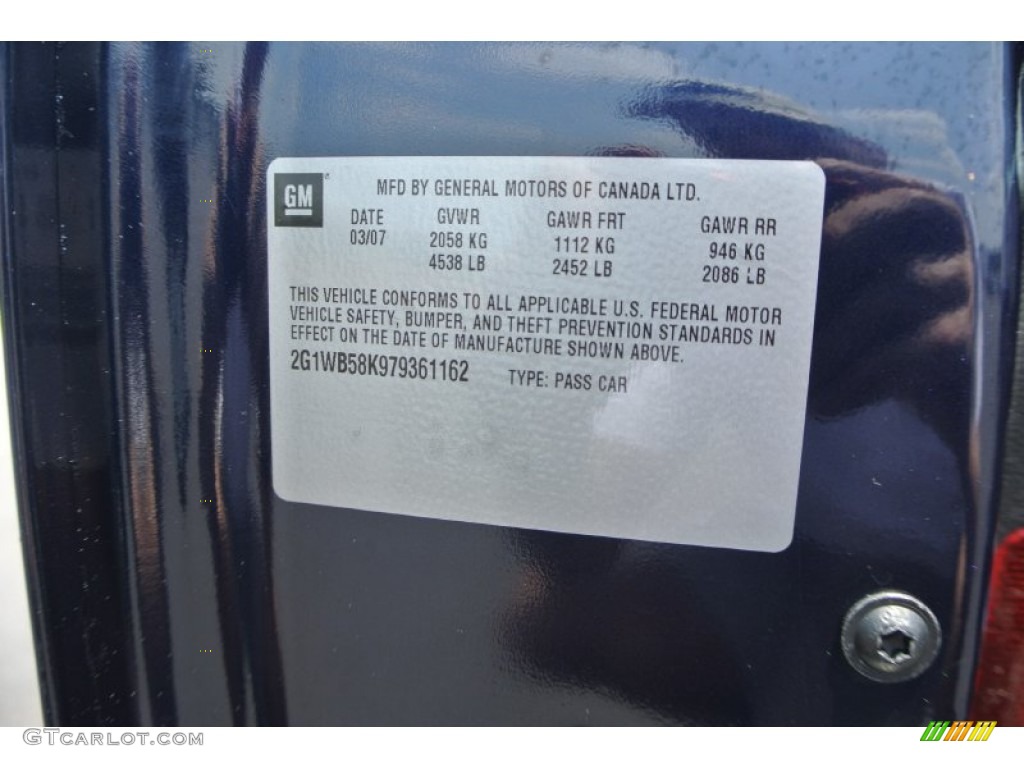 GM
MFD BY GENERAL MOTORS OF CANADA LTD.
DATE GVWR GAWR FRT GAWR RR
03/07 2058 KG 1112 KG 946 KG
4538 LB 2452 LB 2086 LB
THIS VEHICLE CONFORMS TO ALL APPLICABLE U.S. FEDERAL MOTOR
VEHICLE SAFETY, BUMPER, AND THEFT PREVENTION STANDARDS IN
EFFECT ON THE DATE OF MANUFACTURE SHOWN ABOVE.
2G1WB58K979361162 TYPE: PASS CAR
GTCarLot.com